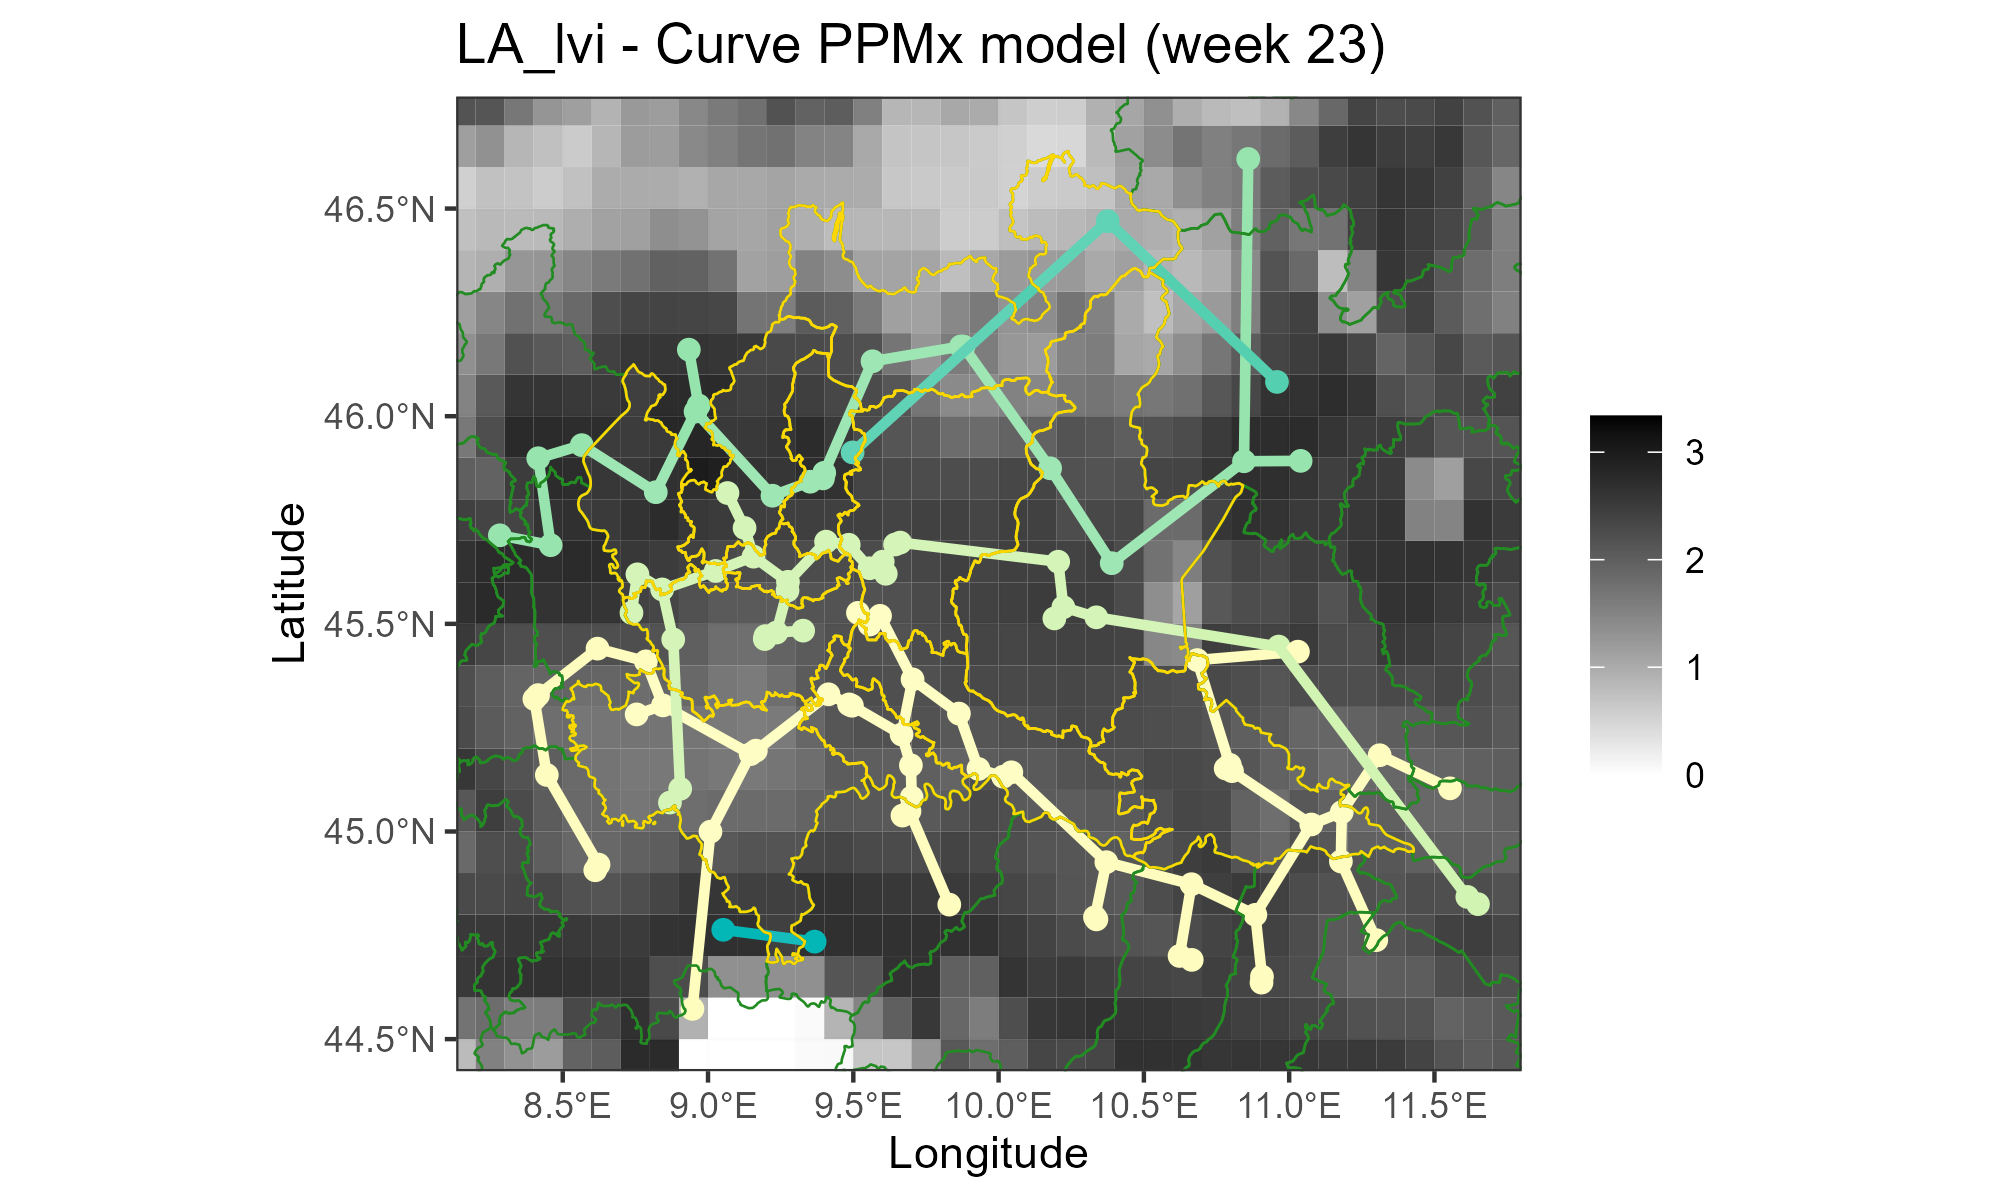 LA_lvi - Curve PPMx model (week 23)
Latitude
46.5°N
46.0°N
45.5°N
45.0°N
44.5°N
8.5°E 9.0°E 9.5°E 10.0°E 10.5°E 11.0°E 11.5°E
Longitude
3
2
1
0